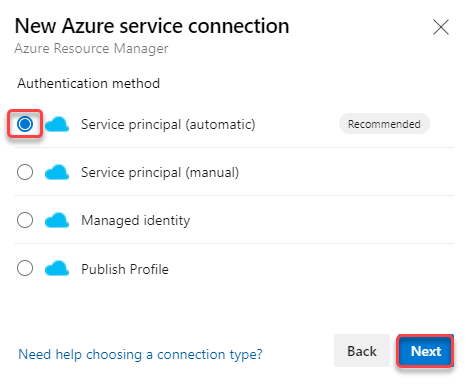 New Azure service connection
Azure Resource Manager
Authentication method
Service principal (automatic) Recommended
Service principal (manual)
Managed identity
Publish Profile
Need help choosing a connection type? Back Next